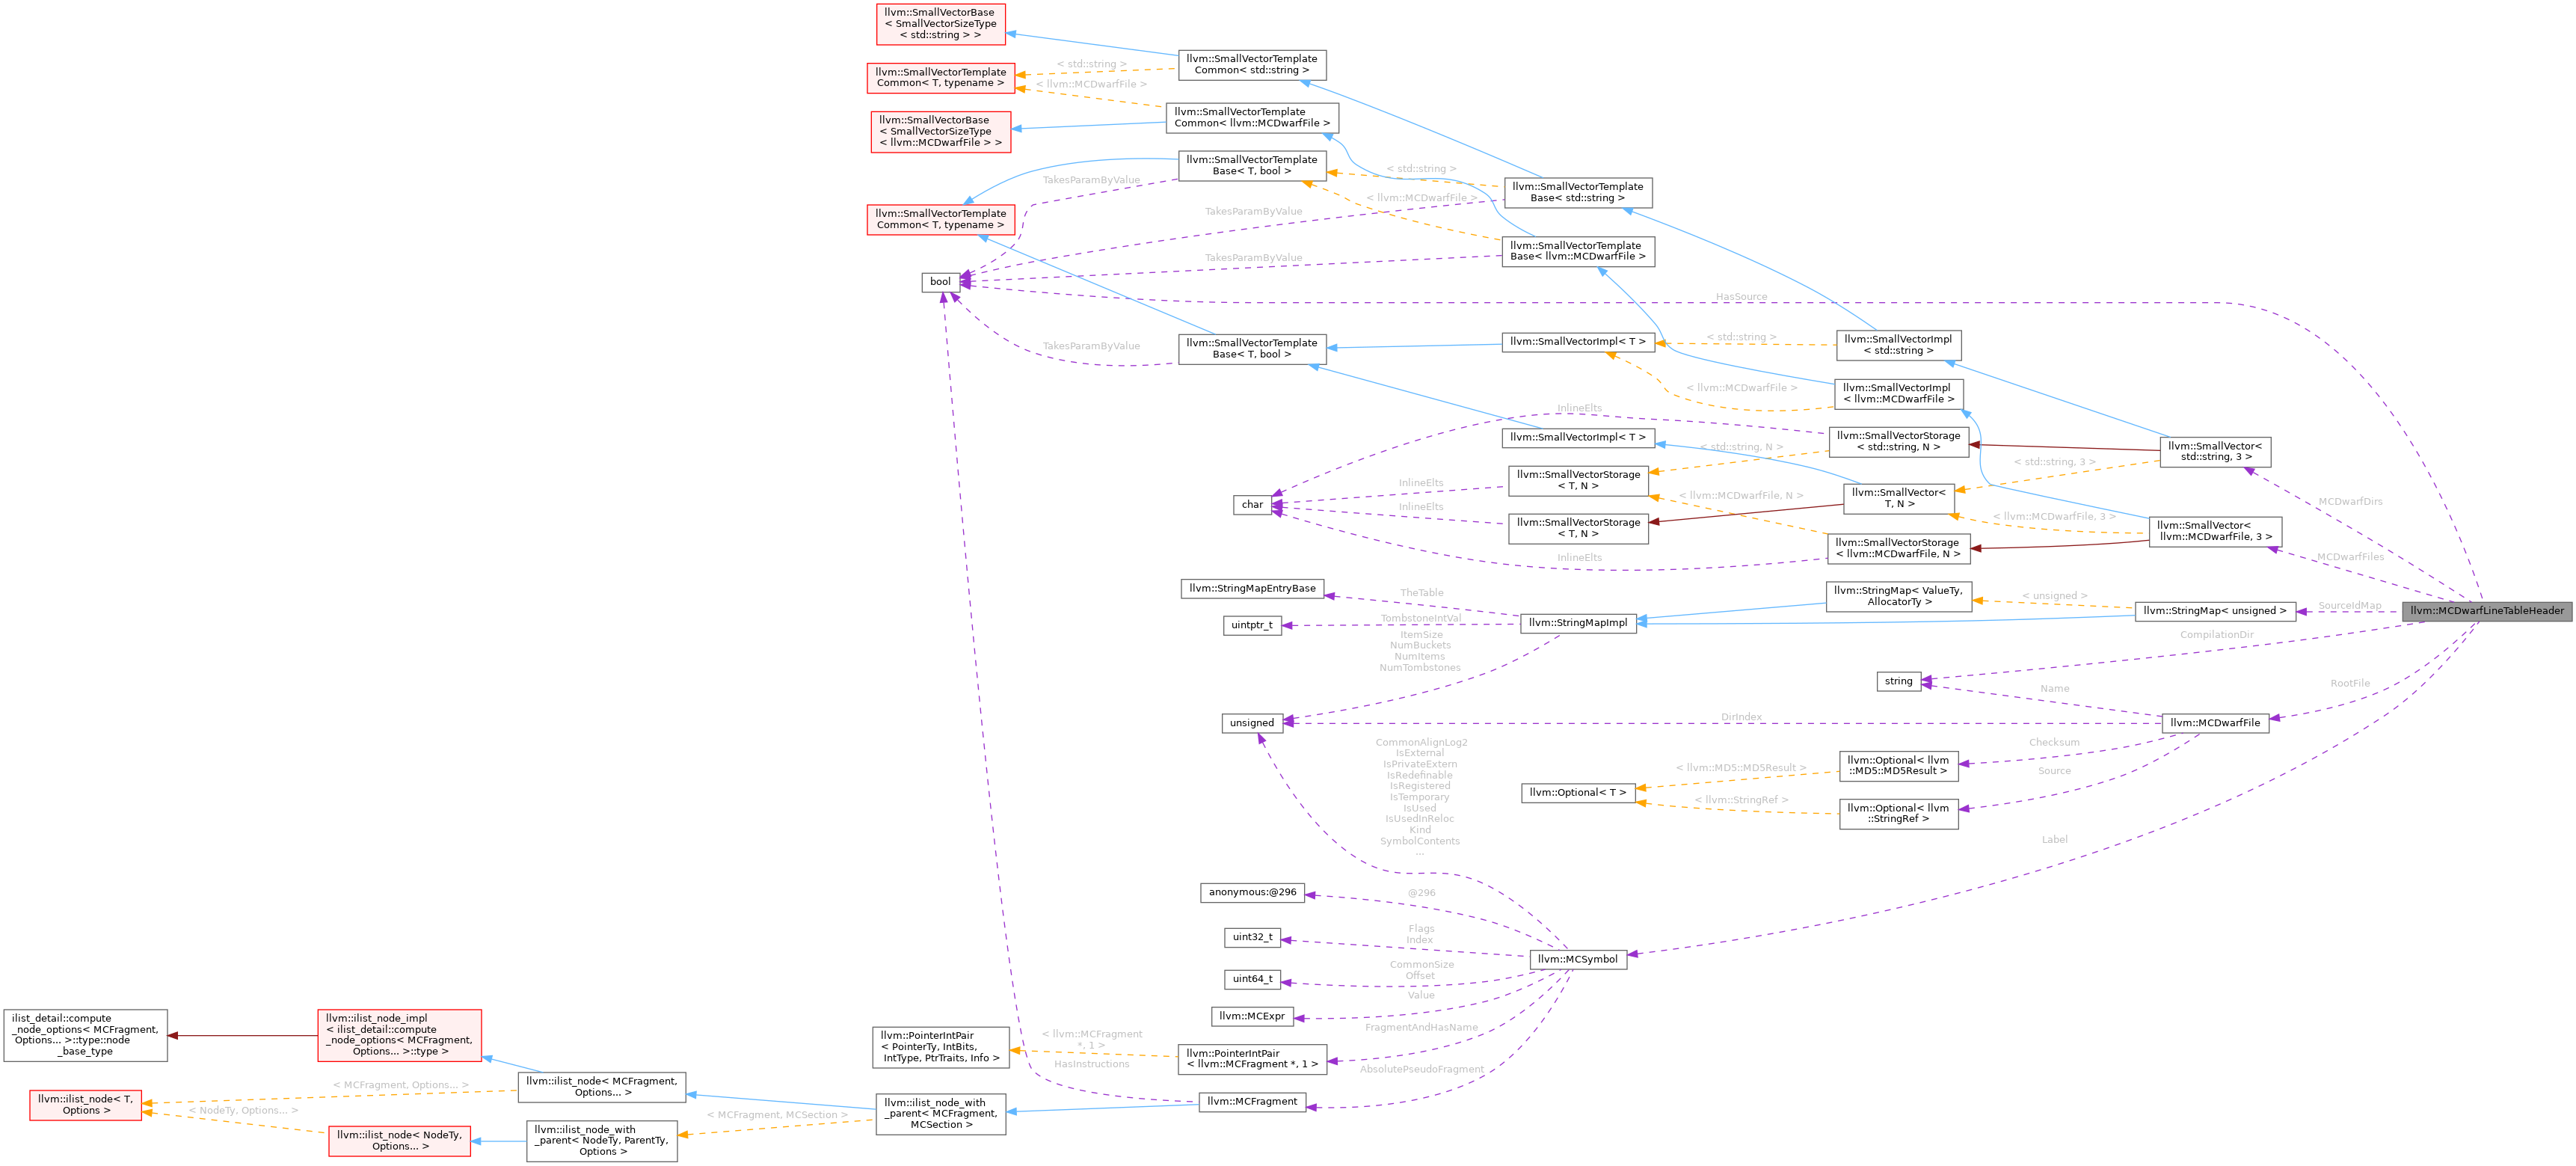 llvm::SmallVectorBase
< SmallVectorSizeType
< std::string > >
llvm::SmallVectorTemplate
Common< std::string >
< std::string >
llvm::SmallVectorTemplate
Common< T, typename >
< llvm::MCDwarfFile >
llvm::SmallVectorTemplate
Common< llvm::MCDwarfFile >
llvm::SmallVectorBase
< SmallVectorSizeType
< llvm::MCDwarfFile > >
llvm::SmallVectorTemplate
Base< T, bool >
< std::string >
TakesParamByValue
llvm::SmallVectorTemplate
Base< std::string >
< llvm::MCDwarfFile >
llvm::SmallVectorTemplate
Common< T, typename >
TakesParamByValue
llvm::SmallVectorTemplate
Base< llvm::MCDwarfFile >
TakesParamByValue
bool
HasSource
llvm::SmallVectorTemplate
Base< T, bool >
TakesParamByValue
llvm::SmallVectorImpl< T >
< std::string >
llvm::SmallVectorImpl
< std::string >
< llvm::MCDwarfFile >
llvm::SmallVectorImpl
< llvm::MCDwarfFile >
InlineElts
llvm::SmallVectorImpl< T >
< std::string, N >
llvm::SmallVectorStorage
< std::string, N >
llvm::SmallVector<
std::string, 3 >
< std::string, 3 >
llvm::SmallVectorStorage
< T, N >
InlineElts
< llvm::MCDwarfFile, N >
llvm::SmallVector<
T, N >
MCDwarfDirs
char
InlineElts
llvm::SmallVectorStorage
< T, N >
< llvm::MCDwarfFile, 3 >
llvm::SmallVector<
llvm::MCDwarfFile, 3 >
llvm::SmallVectorStorage
< llvm::MCDwarfFile, N >
InlineElts
MCDwarfFiles
llvm::StringMapEntryBase
TheTable
llvm::StringMap< ValueTy,
AllocatorTy >
< unsigned >
SourceIdMap
llvm::StringMap< unsigned >
llvm::MCDwarfLineTableHeader
uintptr_t
TombstoneIntVal
llvm::StringMapImpl
ItemSize
NumBuckets
NumItems
NumTombstones
CompilationDir
string
Name
RootFile
unsigned
DirIndex
llvm::MCDwarfFile
Checksum
CommonAlignLog2
IsExternal
IsPrivateExtern
IsRedefinable
IsRegistered
IsTemporary
IsUsed
IsUsedInReloc
Kind
SymbolContents
...
< llvm::MD5::MD5Result >
llvm::Optional< llvm
::MD5::MD5Result >
Source
llvm::Optional< T >
< llvm::StringRef >
llvm::Optional< llvm
::StringRef >
Label
anonymous:@296
@296
uint32_t
Flags
Index
llvm::MCSymbol
uint64_t
CommonSize
Offset
Value
llvm::MCExpr
FragmentAndHasName
ilist_detail::compute
_node_options< MCFragment,
Options... >::type::node
_base_type
llvm::ilist_node_impl
< ilist_detail::compute
_node_options< MCFragment,
Options... >::type >
llvm::PointerIntPair
< PointerTy, IntBits,
IntType, PtrTraits, Info >
< llvm::MCFragment
*, 1 >
llvm::PointerIntPair
< llvm::MCFragment *, 1 >
HasInstructions
AbsolutePseudoFragment
llvm::ilist_node< T,
Options >
< MCFragment, Options... >
llvm::ilist_node< MCFragment,
Options... >
< NodeTy, Options... >
< MCFragment, MCSection >
llvm::ilist_node_with
_parent< MCFragment,
MCSection >
llvm::MCFragment
llvm::ilist_node< NodeTy,
Options... >
llvm::ilist_node_with
_parent< NodeTy, ParentTy,
Options >